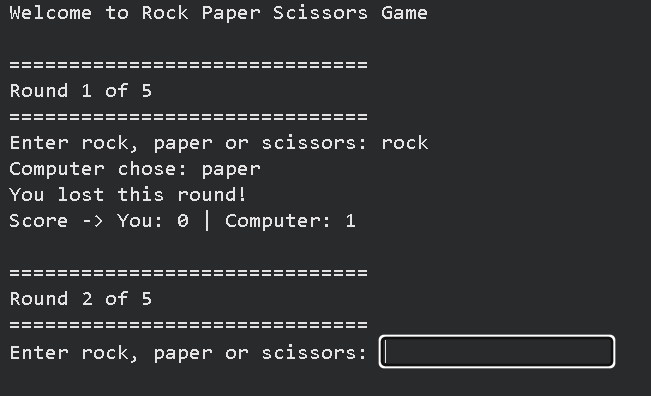 Welcome to Rock Paper Scissors Game
==============================
Round 1 of 5
==============================
Enter rock, paper or scissors: rock
Computer chose: paper
You lost this round!
Score -> You: 0 | Computer: 1
==============================
Round 2 of 5
==============================
Enter rock, paper or scissors: